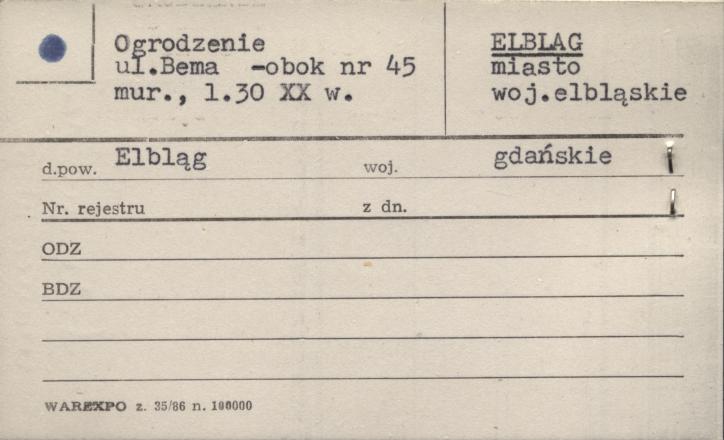 Ogrodzenie
ul.Bema -obok nr 45
mur., l.30 XX w.
ELBLAG
miasto
woj.elbląskie
d.pow. Elbląg woj. gdańskie
Nr. rejestru z dn.
ODZ
BDZ
WAREXPO z. 35/86 n. 100000